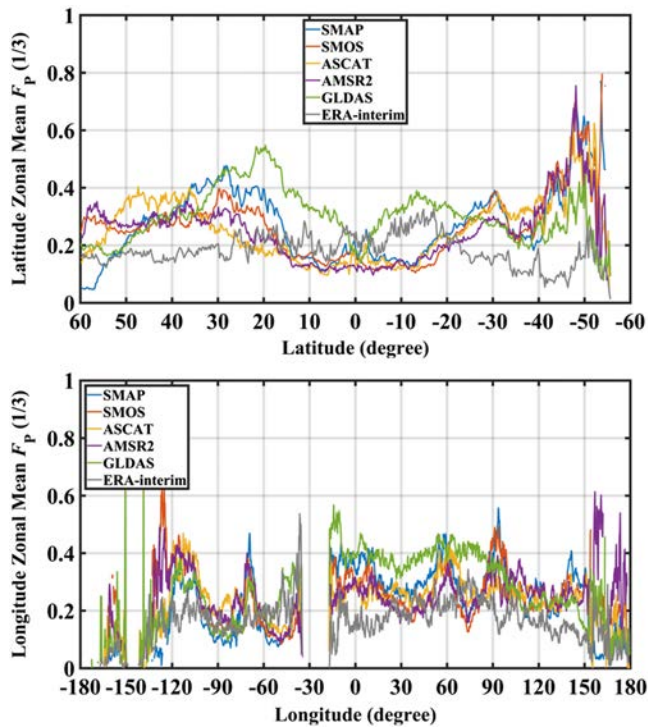 1
0.8
0.6
0.4
0.2
0
Latitude Zonal Mean F_P (1/3)
SMAP
SMOS
ASCAT
AMSR2
GLDAS
ERA-interim
60 50 40 30 20 10 0 -10 -20 -30 -40 -50 -60
Latitude (degree)
1
0.8
0.6
0.4
0.2
0
Longitude Zonal Mean F_P (1/3)
SMAP
SMOS
ASCAT
AMSR2
GLDAS
ERA-interim
-180 -150 -120 -90 -60 -30 0 30 60 90 120 150 180
Longitude (degree)